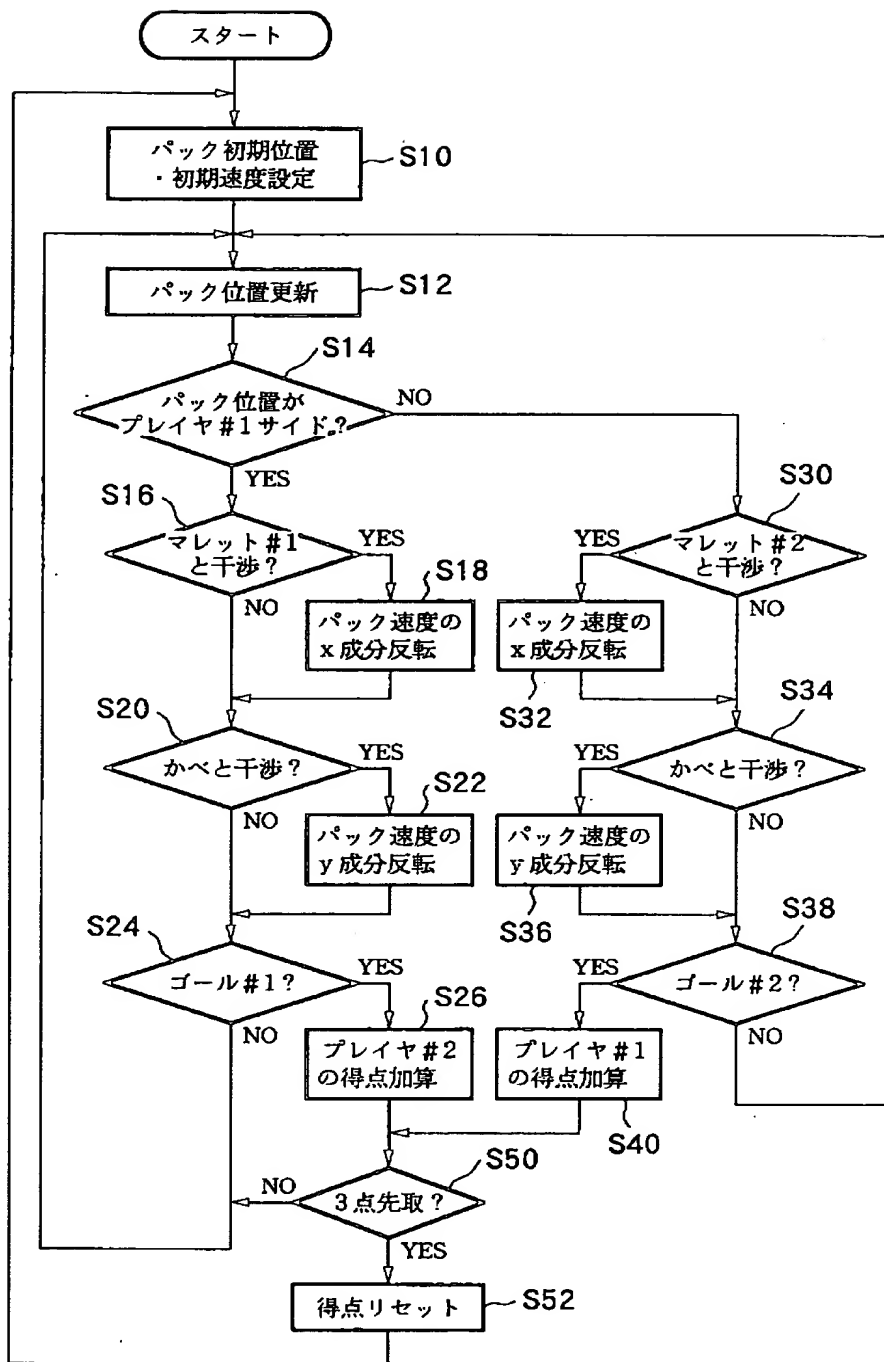 スタート
パック初期位置
・初期速度設定
S10
パック位置更新
S12
S14
パック位置が
プレイヤ#1サイド?
NO
YES
S16
マレット#1
と干渉?
YES
NO
S18
パック速度の
x成分反転
S30
マレット#2
と干渉?
YES
NO
パック速度の
x成分反転
S32
S20
かべと干渉?
YES
NO
S22
パック速度の
y成分反転
S34
かべと干渉?
YES
NO
パック速度の
y成分反転
S36
S24
ゴール#1?
YES
NO
S26
プレイヤ#2
の得点加算
S38
ゴール#2?
YES
NO
プレイヤ#1
の得点加算
S40
S50
3点先取?
NO
YES
得点リセット
S52